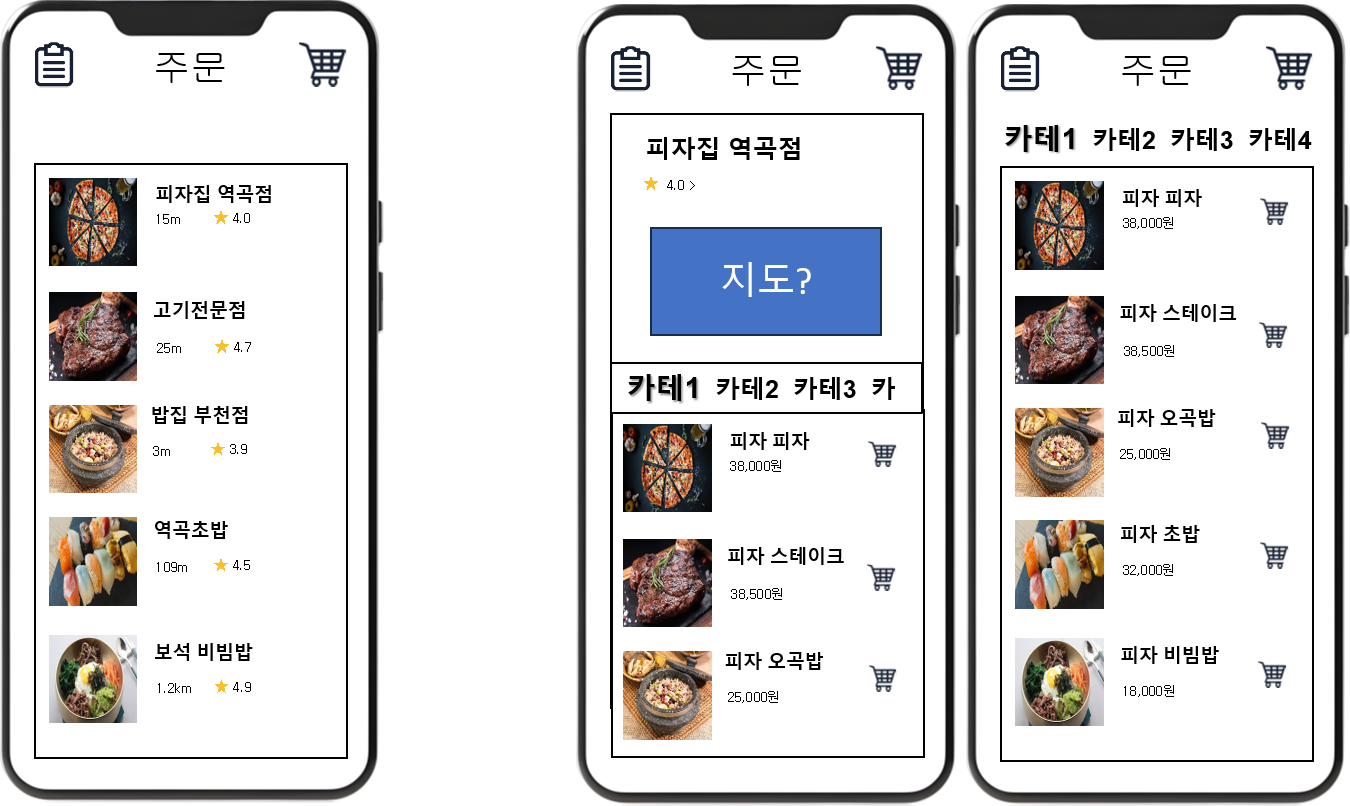 주문
피자집 역곡점
15m 4.0
고기전문점
25m 4.7
밥집 부천점
3m 3.9
역곡초밥
109m 4.5
보석 비빔밥
1.2km 4.9
주문
피자집 역곡점
4.0 >
지도?
카테1 카테2 카테3 카
피자 피자
38,000원
피자 스테이크
38,500원
피자 오곡밥
25,000원
주문
카테1 카테2 카테3 카테4
피자 피자
38,000원
피자 스테이크
38,500원
피자 오곡밥
25,000원
피자 초밥
32,000원
피자 비빔밥
18,000원